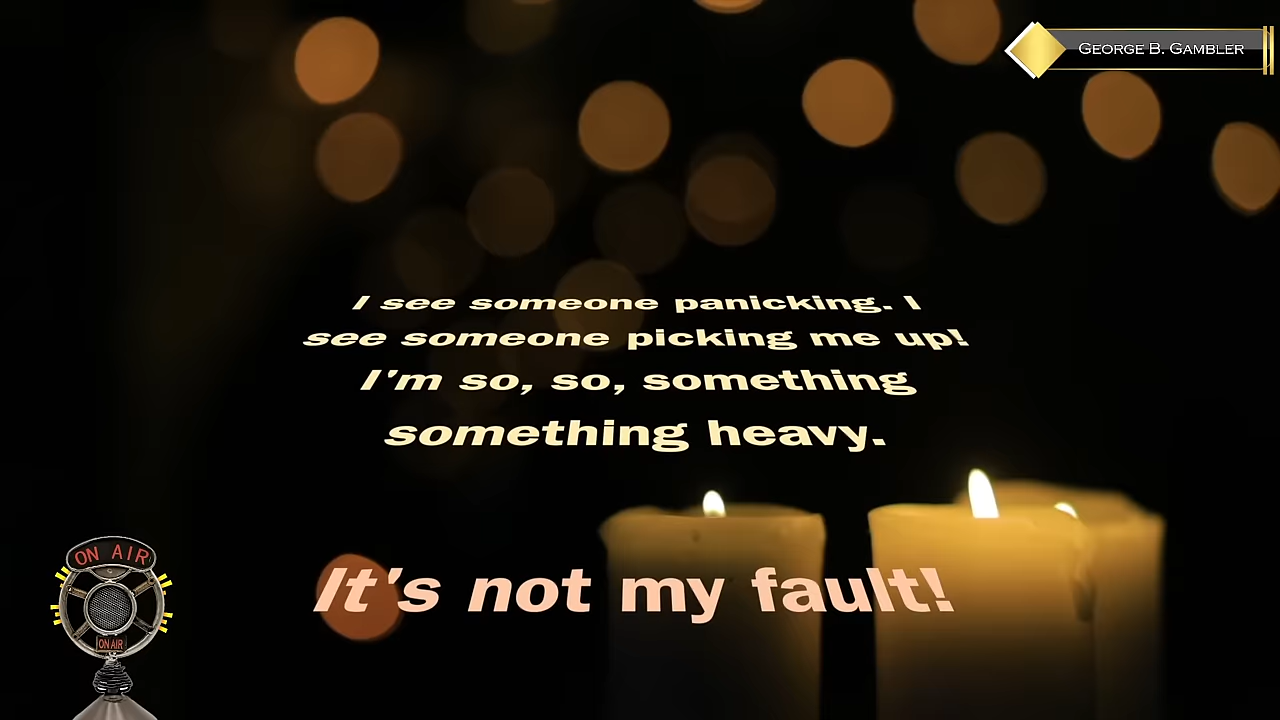 GEORGE B. GAMBLER
I see someone panicking. I
see someone picking me up!
I'm so, so, something
something heavy.
It's not my fault!
ON AIR
ON AIR